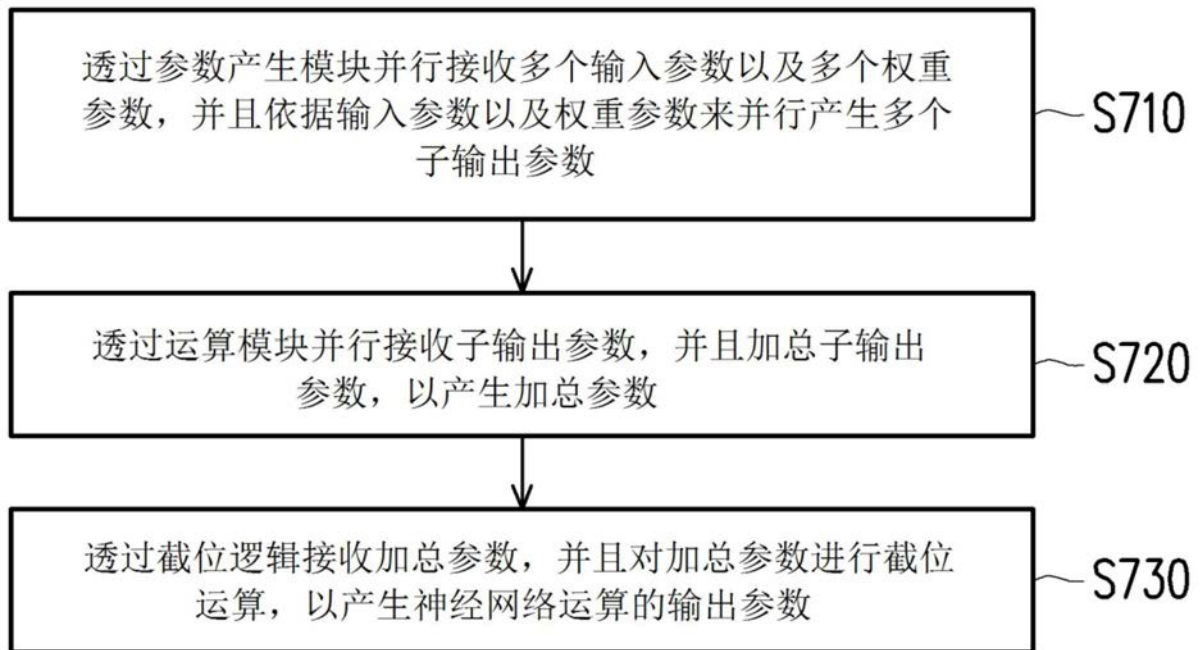 透过参数产生模块并行接收多个输入参数以及多个权重
参数，并且依据输入参数以及权重参数来并行产生多个
子输出参数
S710
透过运算模块并行接收子输出参数，并且加总子输出
参数，以产生加总参数
S720
透过截位逻辑接收加总参数，并且对加总参数进行截位
运算，以产生神经网络运算的输出参数
S730